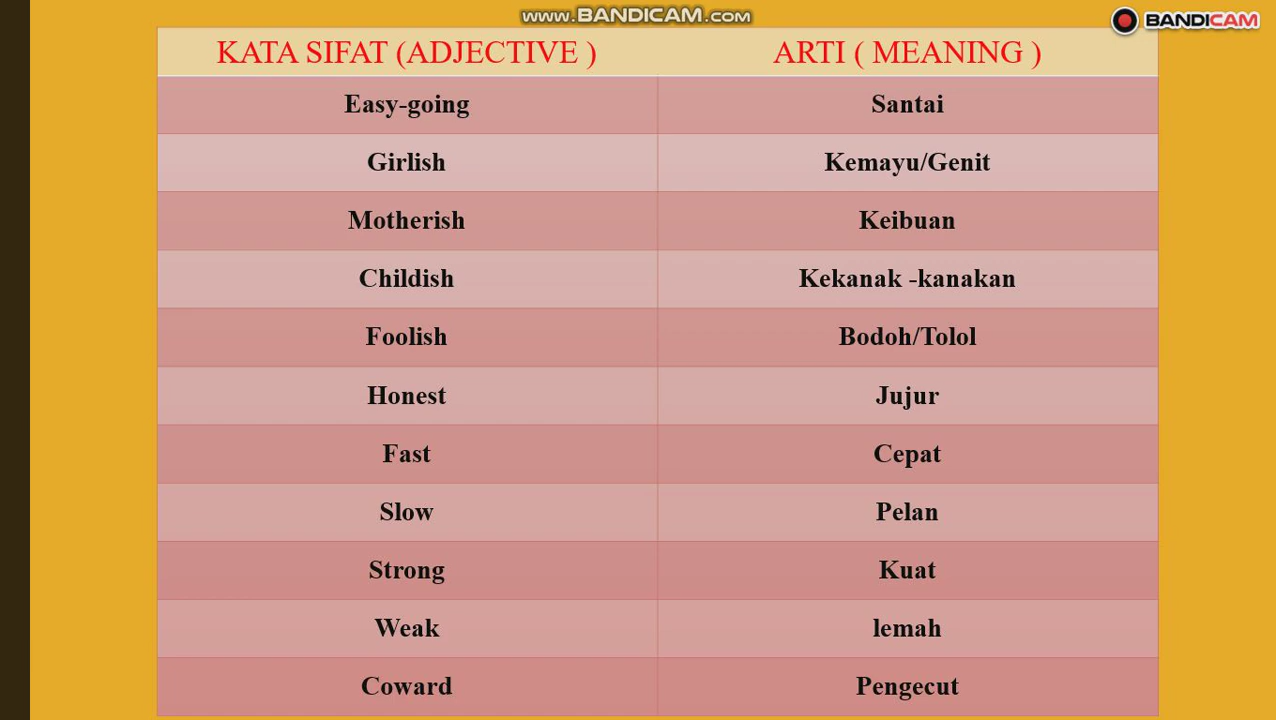 www.BANDICAM.com
BANDICAM
KATA SIFAT (ADJECTIVE ) ARTI ( MEANING )
Easy-going Santai
Girlish Kemayu/Genit
Motherish Keibuan
Childish Kekanak -kanakan
Foolish Bodoh/Tolol
Honest Jujur
Fast Cepat
Slow Pelan
Strong Kuat
Weak lemah
Coward Pengecut